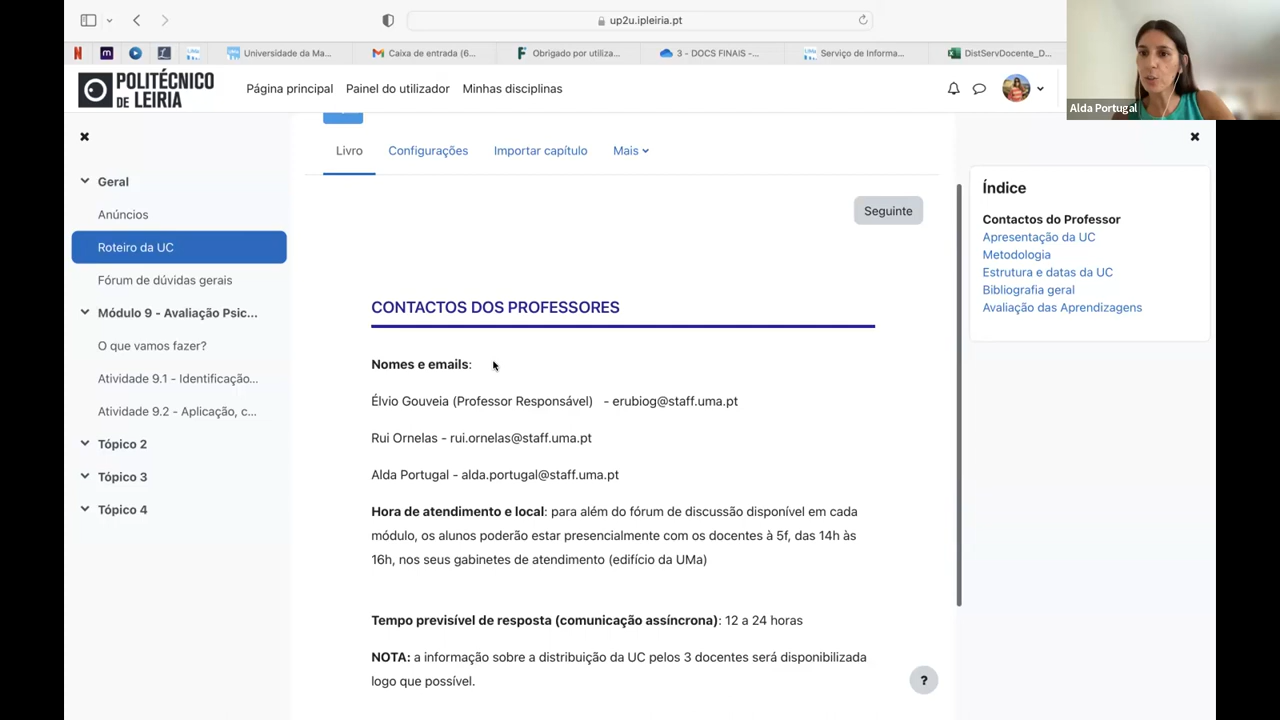 up2u.ipleiria.pt
Universidade da Ma...
Caixa de entrada (6...
Obrigado por utiliza...
3 - DOCS FINAIS -...
Serviço de Informa...
DistServDocente_D...
POLITÉCNICO
DE LEIRIA
Página principal
Painel do utilizador
Minhas disciplinas
Alda Portugal
Livro
Configurações
Importar capítulo
Mais
Geral
Anúncios
Roteiro da UC
Fórum de dúvidas gerais
Módulo 9 - Avaliação Psic...
O que vamos fazer?
Atividade 9.1 - Identificação...
Atividade 9.2 - Aplicação, c...
Tópico 2
Tópico 3
Tópico 4
Seguinte
CONTACTOS DOS PROFESSORES
Nomes e emails:
Élvio Gouveia (Professor Responsável) - erubiog@staff.uma.pt
Rui Ornelas - rui.ornelas@staff.uma.pt
Alda Portugal - alda.portugal@staff.uma.pt
Hora de atendimento e local: para além do fórum de discussão disponível em cada
módulo, os alunos poderão estar presencialmente com os docentes à 5f, das 14h às
16h, nos seus gabinetes de atendimento (edifício da UMa)
Tempo previsível de resposta (comunicação assíncrona): 12 a 24 horas
NOTA: a informação sobre a distribuição da UC pelos 3 docentes será disponibilizada
logo que possível.
?
Índice
Contactos do Professor
Apresentação da UC
Metodologia
Estrutura e datas da UC
Bibliografia geral
Avaliação das Aprendizagens